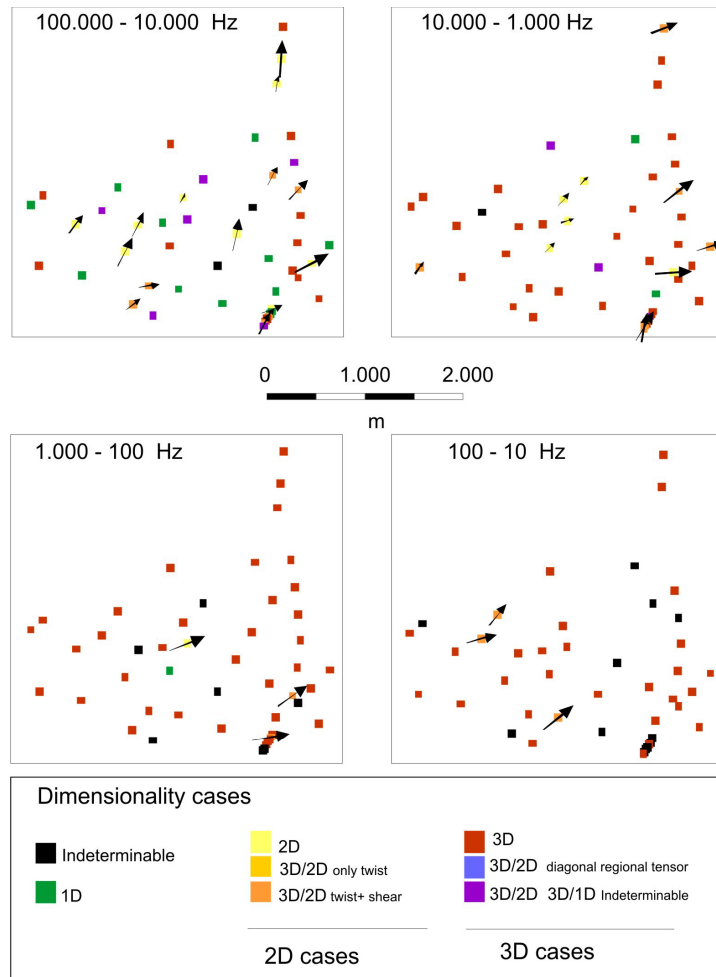 100.000 - 10.000 Hz
10.000 - 1.000 Hz
0 1.000 2.000
m
1.000 - 100 Hz
100 - 10 Hz
Dimensionality cases
Indeterminable
1D
2D
3D/2D only twist
3D/2D twist+ shear
2D cases
3D
3D/2D diagonal regional tensor
3D/2D 3D/1D Indeterminable
3D cases